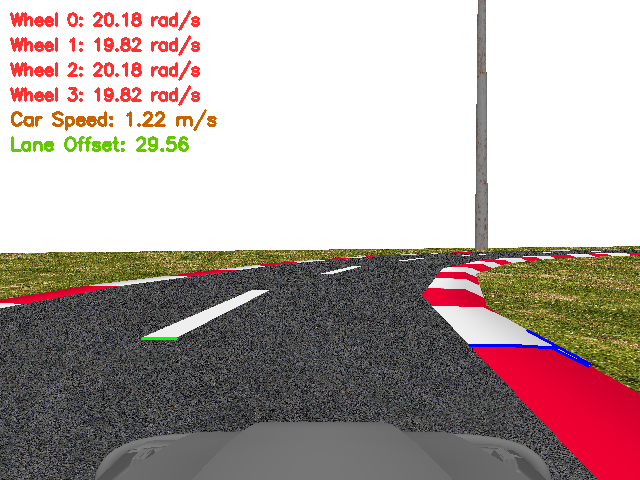 Wheel 0: 20.18 rad/s
Wheel 1: 19.82 rad/s
Wheel 2: 20.18 rad/s
Wheel 3: 19.82 rad/s
Car Speed: 1.22 m/s
Lane Offset: 29.56